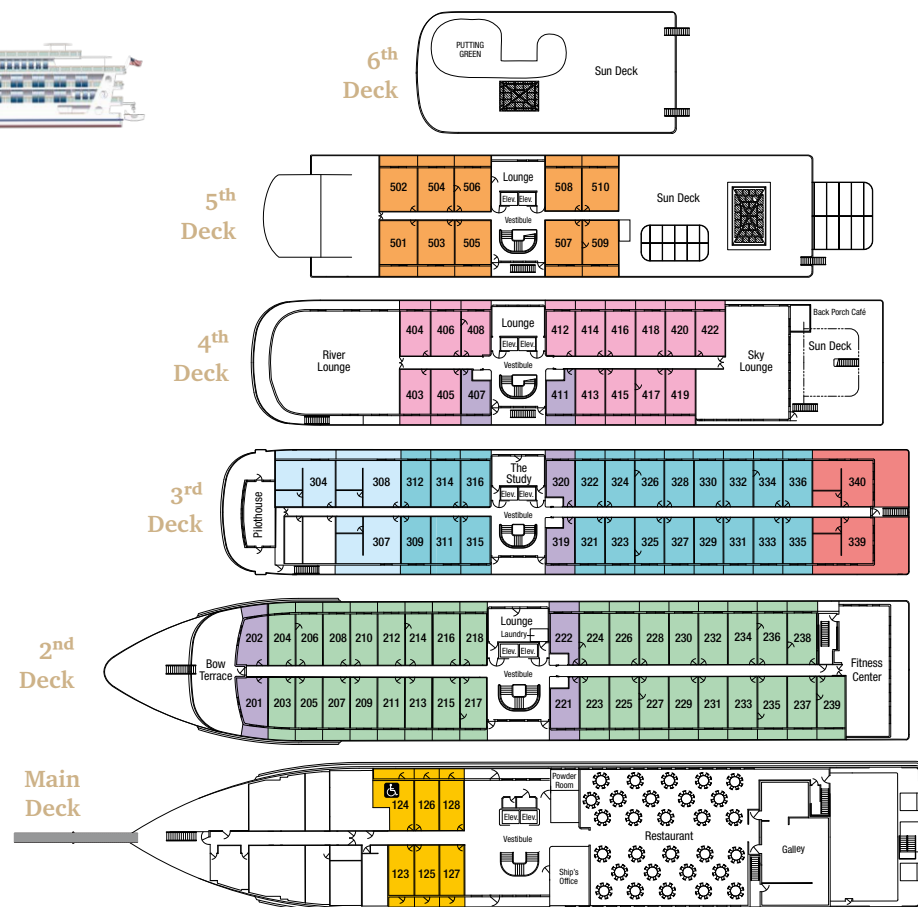 6th
Deck
PUTTING
GREEN
Sun Deck
5th
Deck
502 504 506 Lounge 508 510
Elev. Elev.
Vestibule
Sun Deck
501 503 505 507 509
4th
Deck
404 406 408 Lounge 412 414 416 418 420 422
Back Porch Café
Elev. Elev.
River
Lounge
Vestibule
Sky
Lounge
Sun Deck
403 405 407 411 413 415 417 419
3rd
Deck
304 308 312 314 316 The
Study 320 322 324 326 328 330 332 334 336 340
Elev. Elev.
Pilothouse
Vestibule
307 309 311 315 319 321 323 325 327 329 331 333 335 339
2nd
Deck
202 204 206 208 210 212 214 216 218 Lounge 222 224 226 228 230 232 234 236 238
Laundry
Elev. Elev.
Bow
Terrace
Vestibule
Fitness
Center
201 203 205 207 209 211 213 215 217 221 223 225 227 229 231 233 235 237 239
Main
Deck
124 126 128
Powder
Room
Elev. Elev.
Vestibule
Restaurant
Galley
123 125 127
Ship's
Office